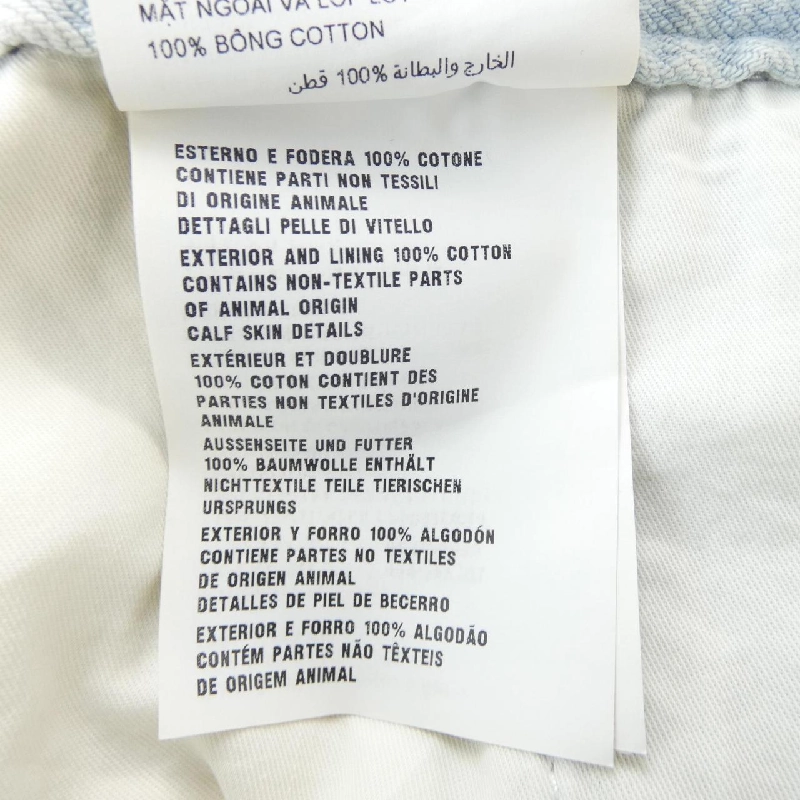 MẶT NGOÀI VÀ LÓP
100% BÔNG COTTON
الخارج والبطانة 100% قطن
ESTERNO E FODERA 100% COTONE
CONTIENE PARTI NON TESSILI
DI ORIGINE ANIMALE
DETTAGLI PELLE DI VITELLO
EXTERIOR AND LINING 100% COTTON
CONTAINS NON-TEXTILE PARTS
OF ANIMAL ORIGIN
CALF SKIN DETAILS
EXTÉRIEUR ET DOUBLURE
100% COTON CONTIENT DES
PARTIES NON TEXTILES D'ORIGINE
ANIMALE
AUSSENSEITE UND FUTTER
100% BAUMWOLLE ENTHÄLT
NICHTTEXTILE TEILE TIERISCHEN
URSPRUNGS
EXTERIOR Y FORRO 100% ALGODÓN
CONTIENE PARTES NO TEXTILES
DE ORIGEN ANIMAL
DETALLES DE PIEL DE BECERRO
EXTERIOR E FORRO 100% ALGODÃO
CONTÉM PARTES NÃO TÊXTEIS
DE ORIGEM ANIMAL